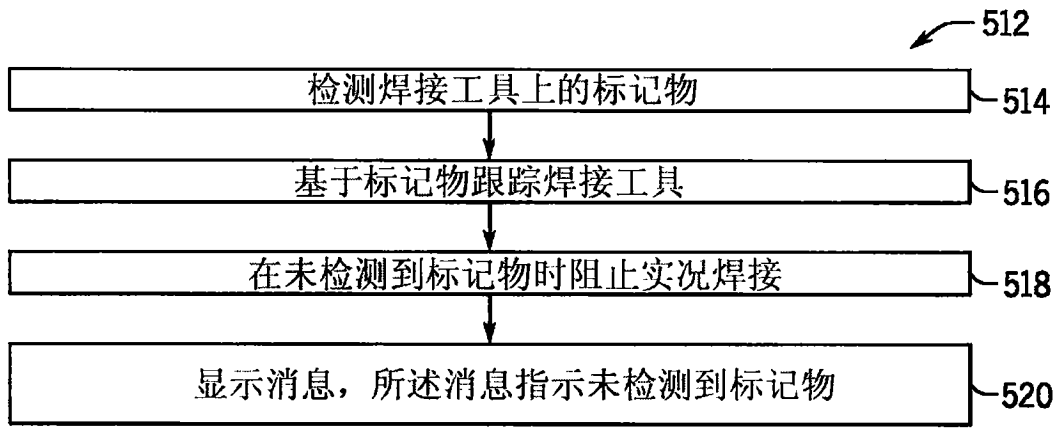 512
检测焊接工具上的标记物
514
基于标记物跟踪焊接工具
516
在未检测到标记物时阻止实况焊接
518
显示消息，所述消息指示未检测到标记物
520